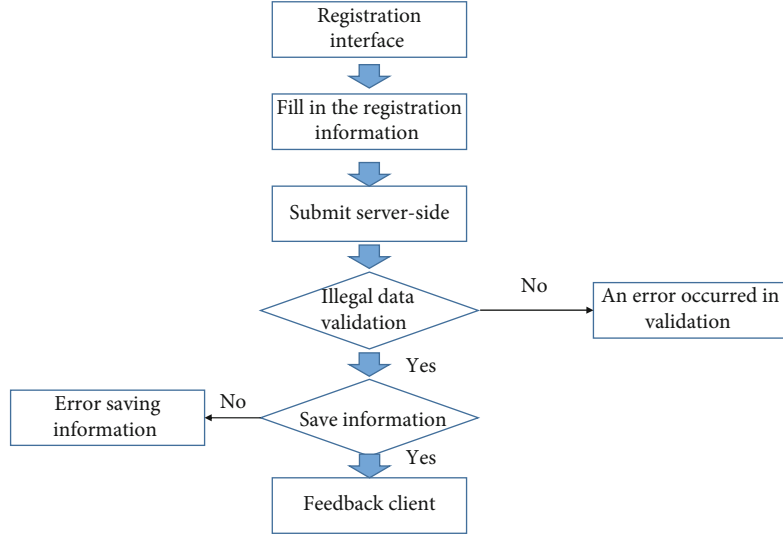 Registration
interface
Fill in the registration
information
Submit server-side
Illegal data
validation
No
An error occurred in
validation
Yes
Error saving
information
No
Save information
Yes
Feedback client